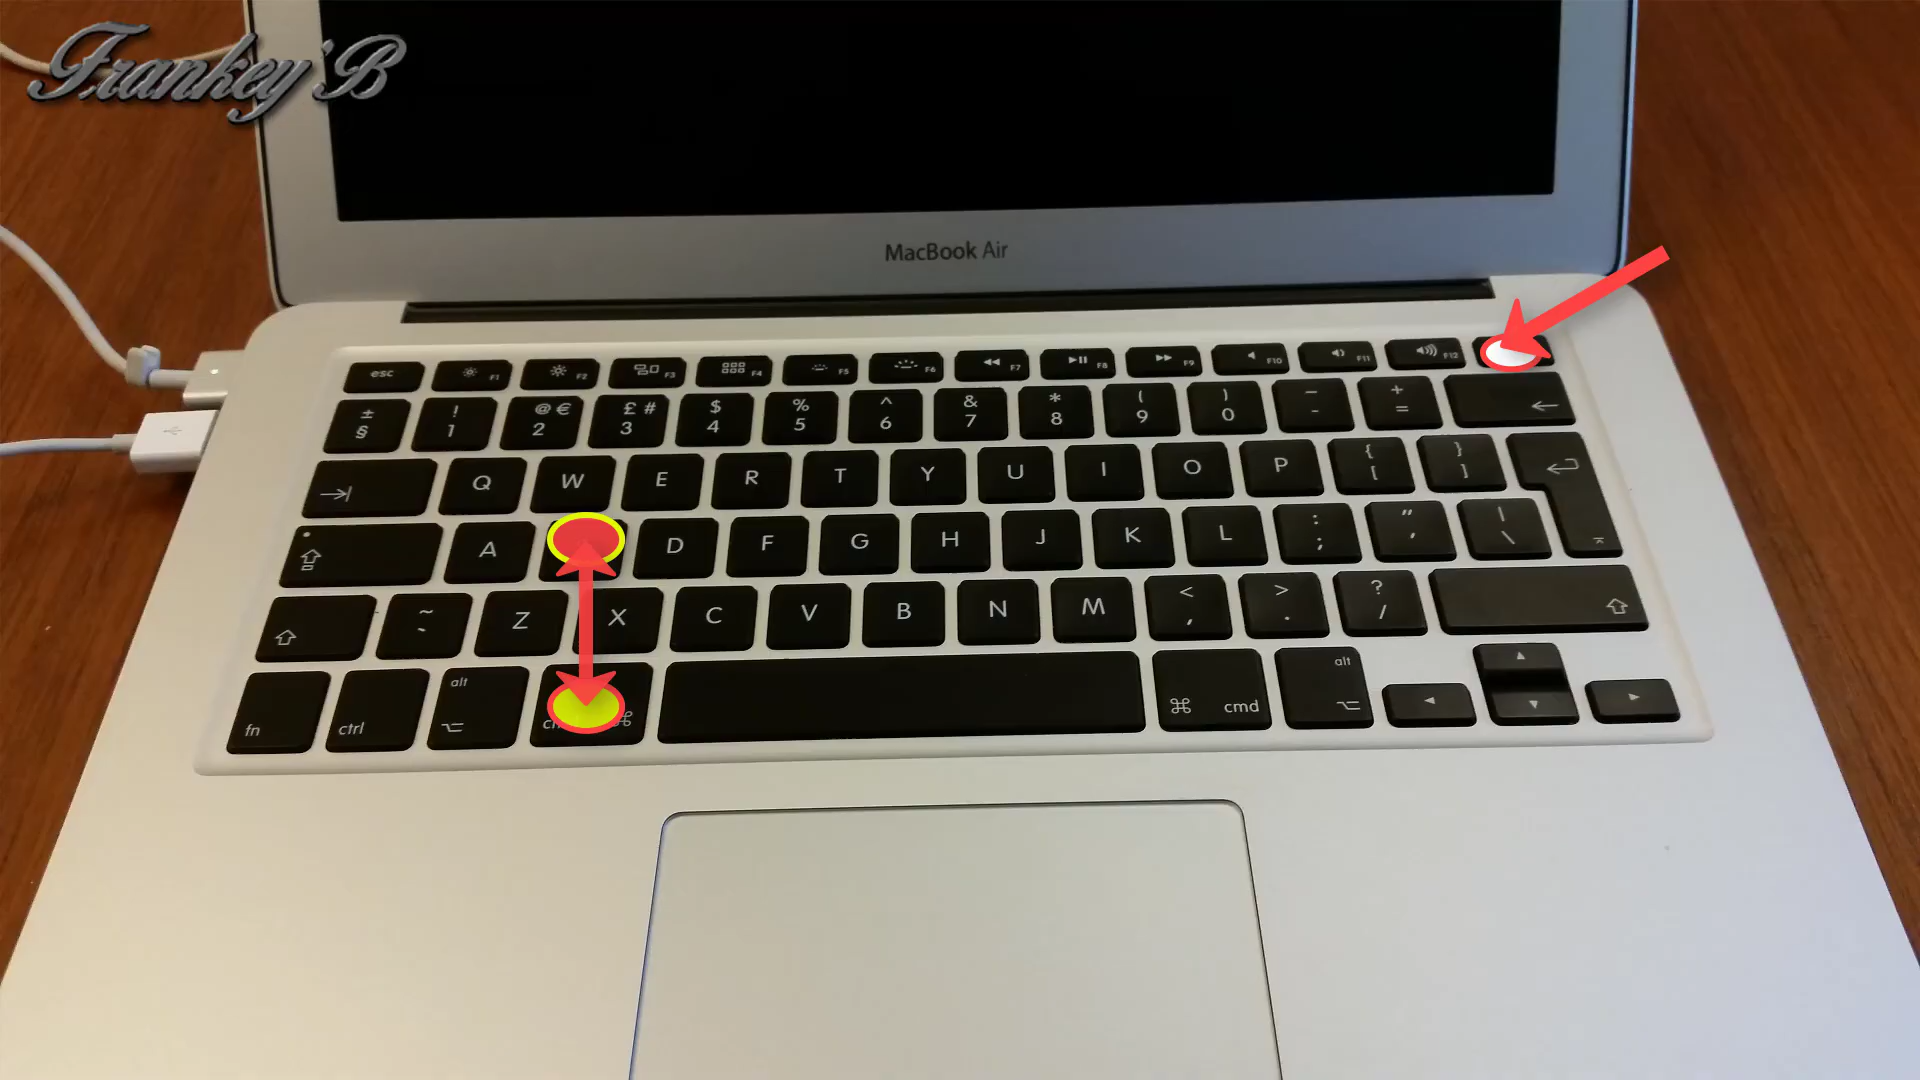 Frankey'B
MacBook Air
esc F1 F2 F3 F4 F5 F6 F7 F8 F9 F10 F11 F12
± § ! 1 @ € 2 £ # 3 $ 4 % 5 ^ 6 & 7 * 8 ( 9 ) 0 _ - + =
Q W E R T Y U I O P { [ } ]
A D F G H J K L : ; " ' | \
~ ` Z X C V B N M < , > . ? /
fn ctrl alt ⌥ ⌘ ⌘ cmd alt ⌥